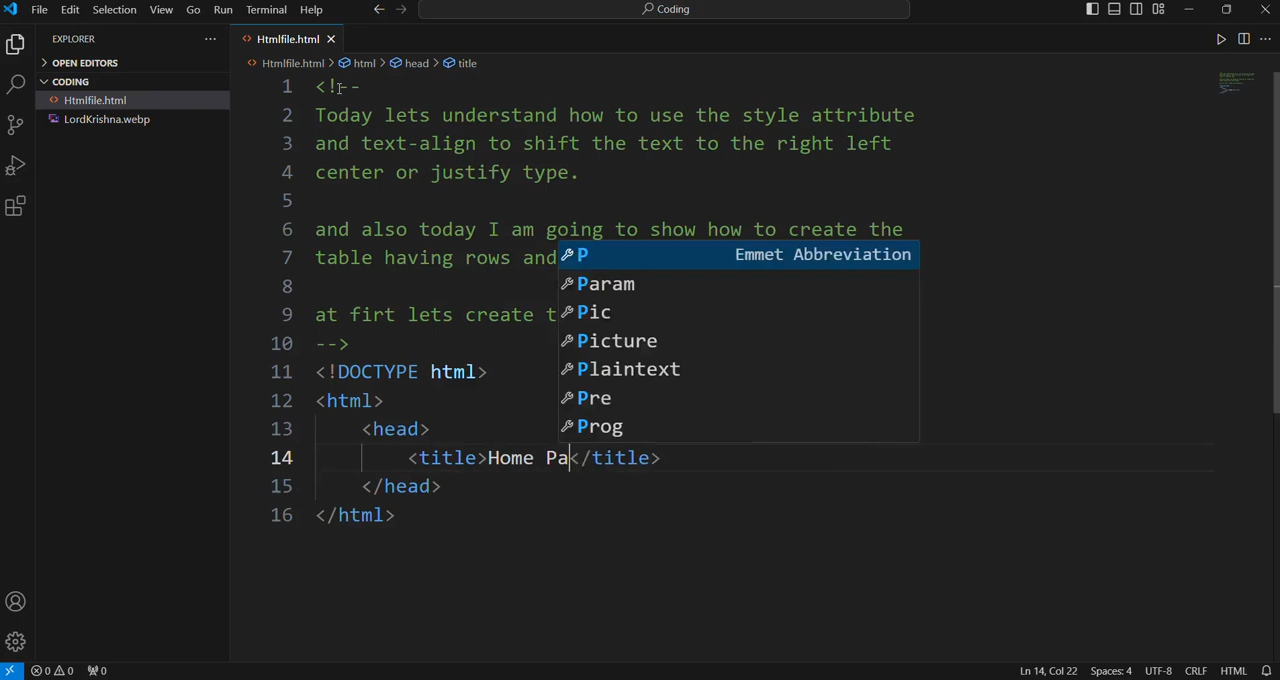 File Edit Selection View Go Run Terminal Help
Coding
EXPLORER
OPEN EDITORS
CODING
Htmlfile.html
LordKrishna.webp
Htmlfile.html
Htmlfile.html > html > head > title
1 <!--
2 Today lets understand how to use the style attribute
3 and text-align to shift the text to the right left
4 center or justify type.
5
6 and also today I am going to show how to create the
7 table having rows and
8
9 at firt lets create t
10 -->
11 <!DOCTYPE html>
12 <html>
13 <head>
14 <title>Home Pa</title>
15 </head>
16 </html>
P Emmet Abbreviation
Param
Pic
Picture
Plaintext
Pre
Prog
0 0 0
Ln 14, Col 22 Spaces: 4 UTF-8 CRLF HTML